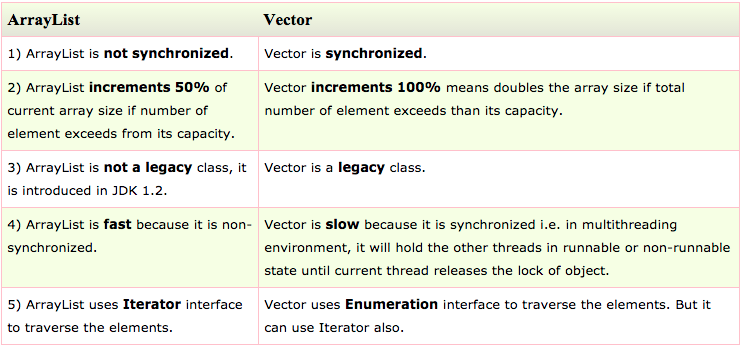 ArrayList
Vector
1) ArrayList is not synchronized.
Vector is synchronized.
2) ArrayList increments 50% of
current array size if number of
element exceeds from its capacity.
Vector increments 100% means doubles the array size if total
number of element exceeds than its capacity.
3) ArrayList is not a legacy class, it
is introduced in JDK 1.2.
Vector is a legacy class.
4) ArrayList is fast because it is non-
synchronized.
Vector is slow because it is synchronized i.e. in multithreading
environment, it will hold the other threads in runnable or non-runnable
state until current thread releases the lock of object.
5) ArrayList uses Iterator interface
to traverse the elements.
Vector uses Enumeration interface to traverse the elements. But it
can use Iterator also.